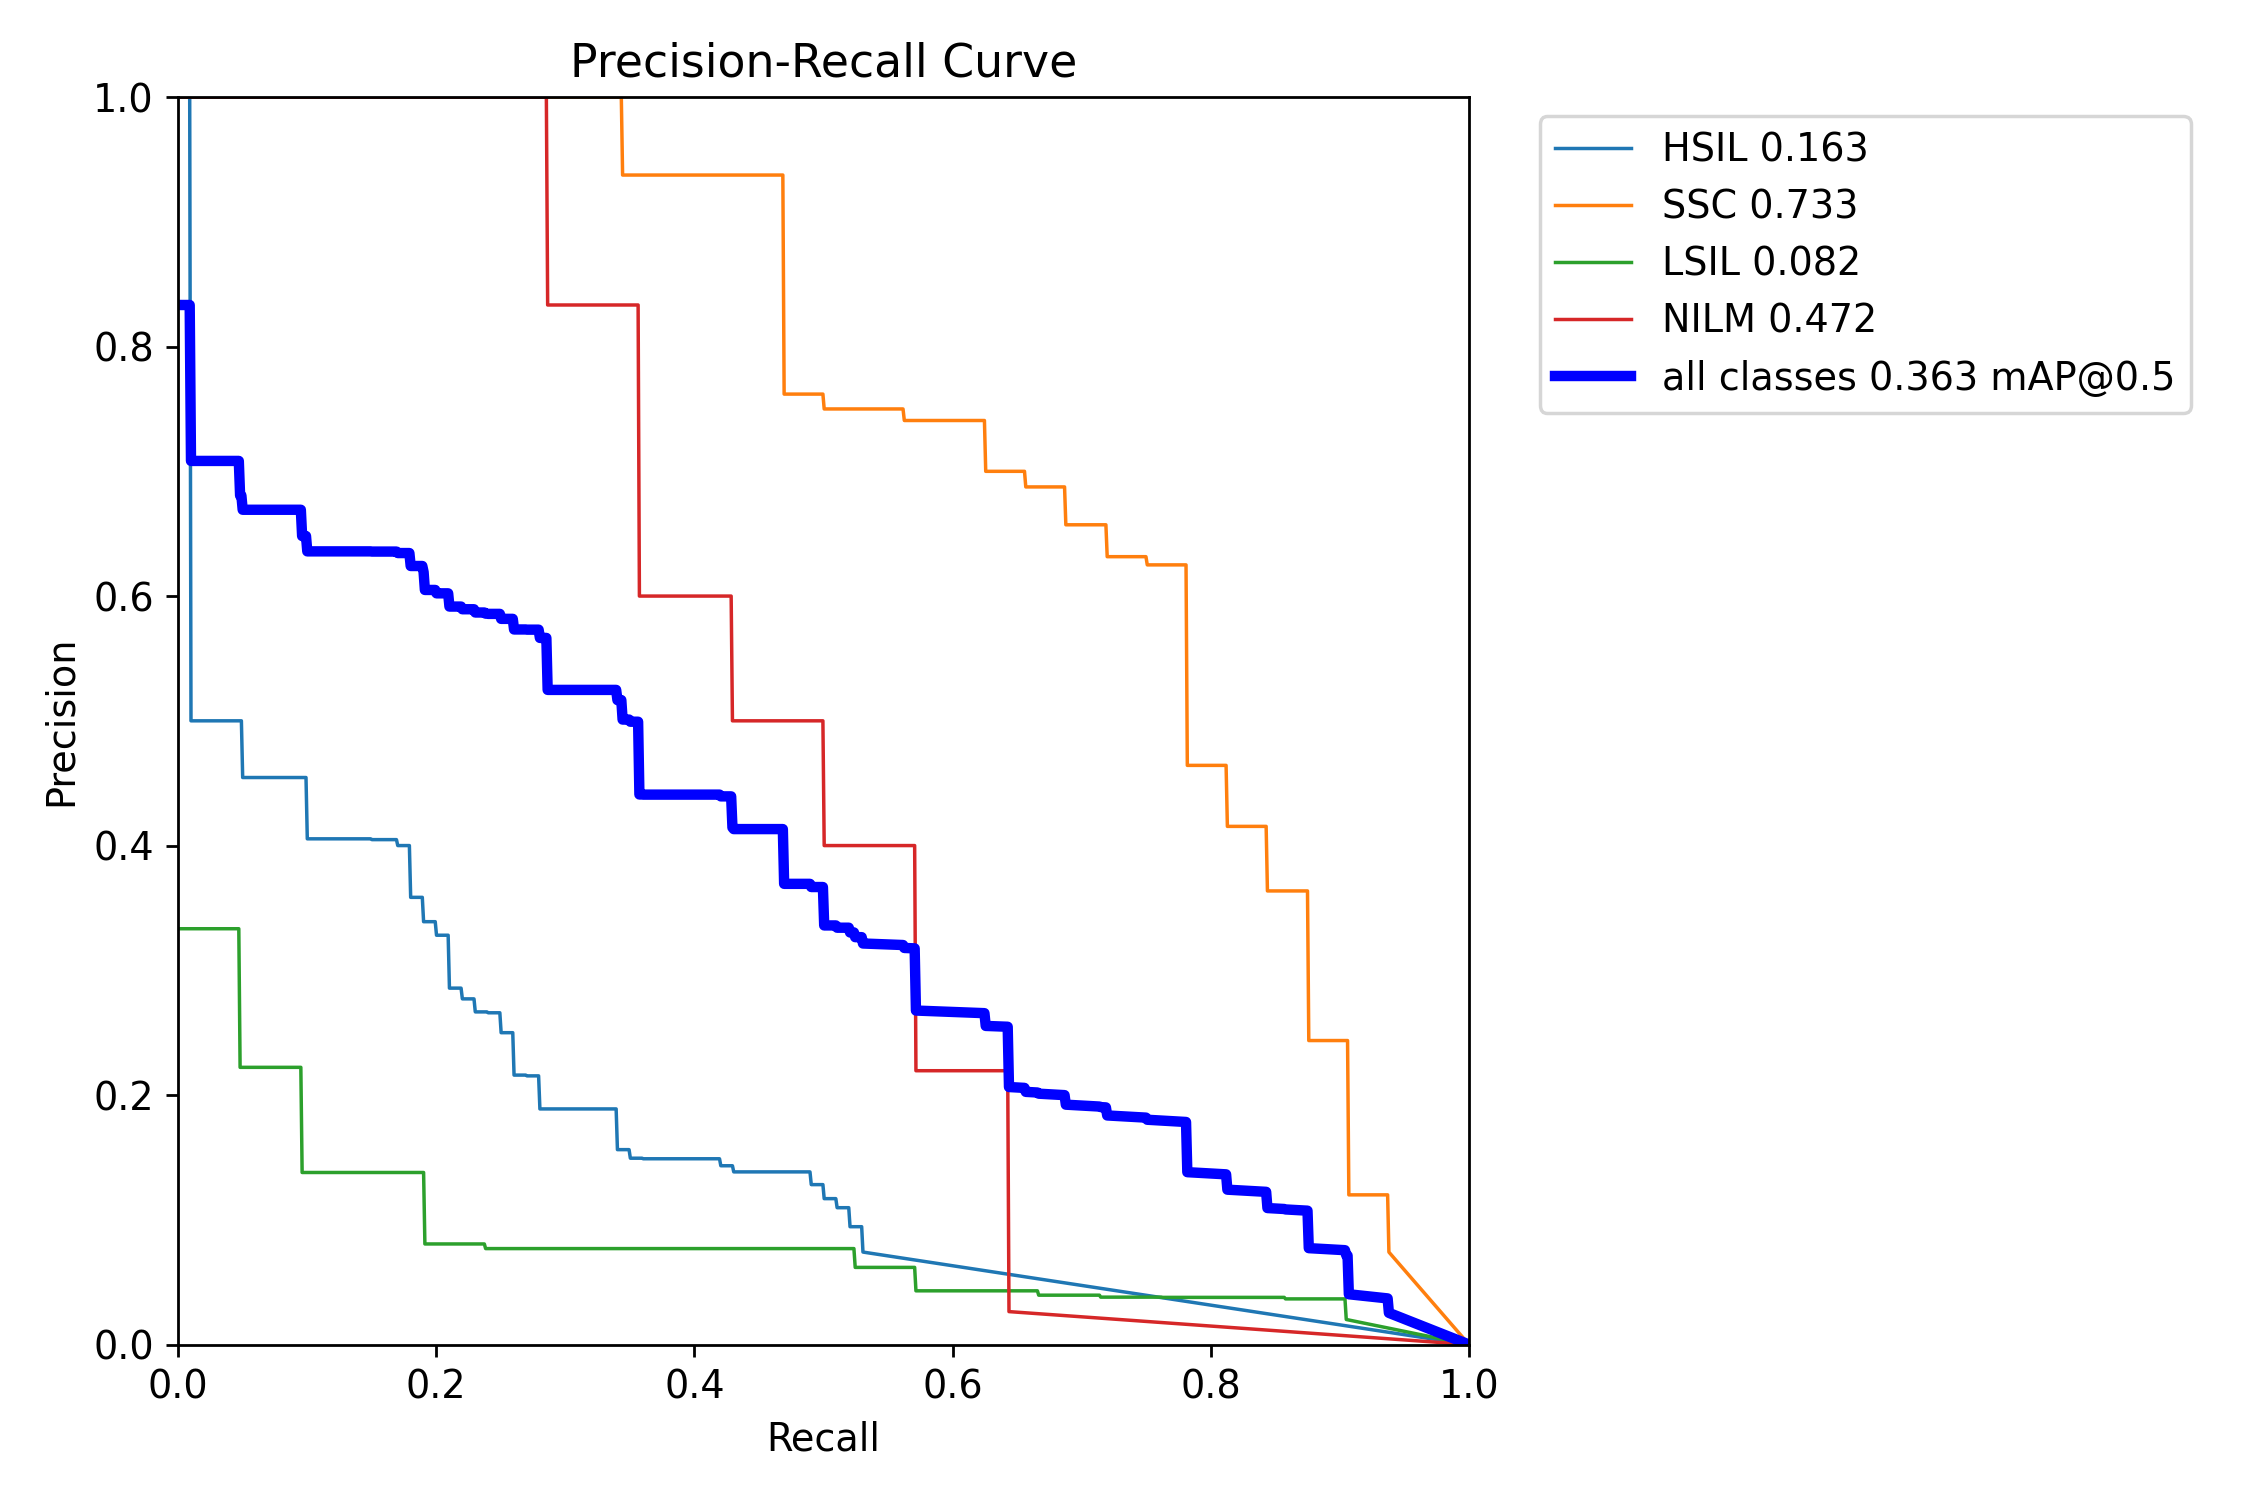 Precision-Recall Curve
1.0
0.8
0.6
0.4
0.2
0.0
Precision
0.0 0.2 0.4 0.6 0.8 1.0
Recall
HSIL 0.163
SSC 0.733
LSIL 0.082
NILM 0.472
all classes 0.363 mAP@0.5